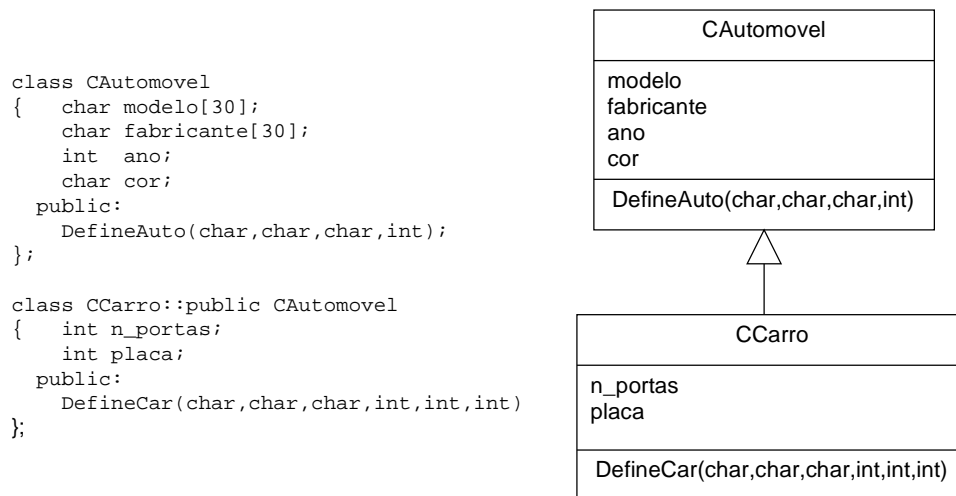 class CAutomovel
{    char modelo[30];
     char fabricante[30];
     int  ano;
     char cor;
  public:
     DefineAuto(char,char,char,int);
};
class CCarro::public CAutomovel
{    int n_portas;
     int placa;
  public:
     DefineCar(char,char,char,int,int,int)
};
CAutomovel
modelo
fabricante
ano
cor
DefineAuto(char,char,char,int)
CCarro
n_portas
placa
DefineCar(char,char,char,int,int,int)